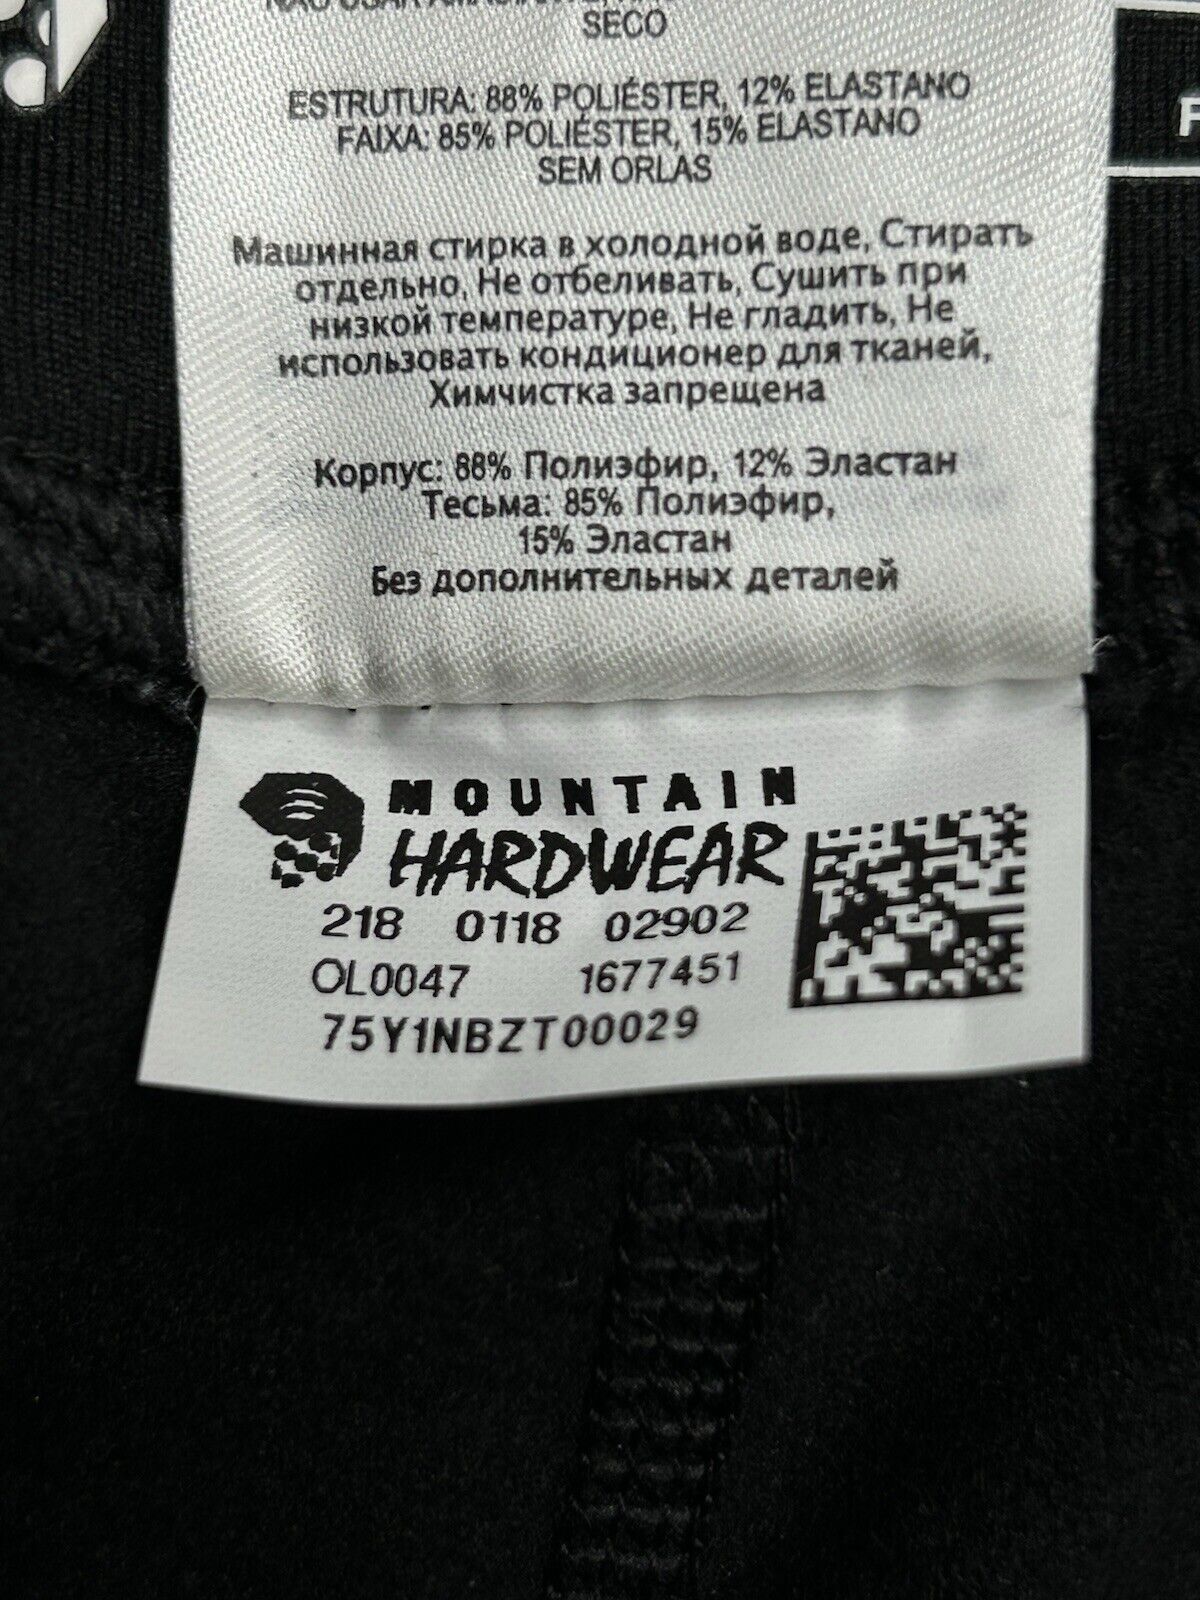 SECO
ESTRUTURA: 88% POLIÉSTER, 12% ELASTANO
FAIXA: 85% POLIÉSTER, 15% ELASTANO
SEM ORLAS
Машинная стирка в холодной воде, Стирать
отдельно, Не отбеливать, Сушить при
низкой температуре, Не гладить, Не
использовать кондиционер для тканей,
Химчистка запрещена
Корпус: 88% Полиэфир, 12% Эластан
Тесьма: 85% Полиэфир,
15% Эластан
Без дополнительных деталей
MOUNTAIN
HARDWEAR
218 0118 02902
OL0047 1677451
75Y1NBZT00029